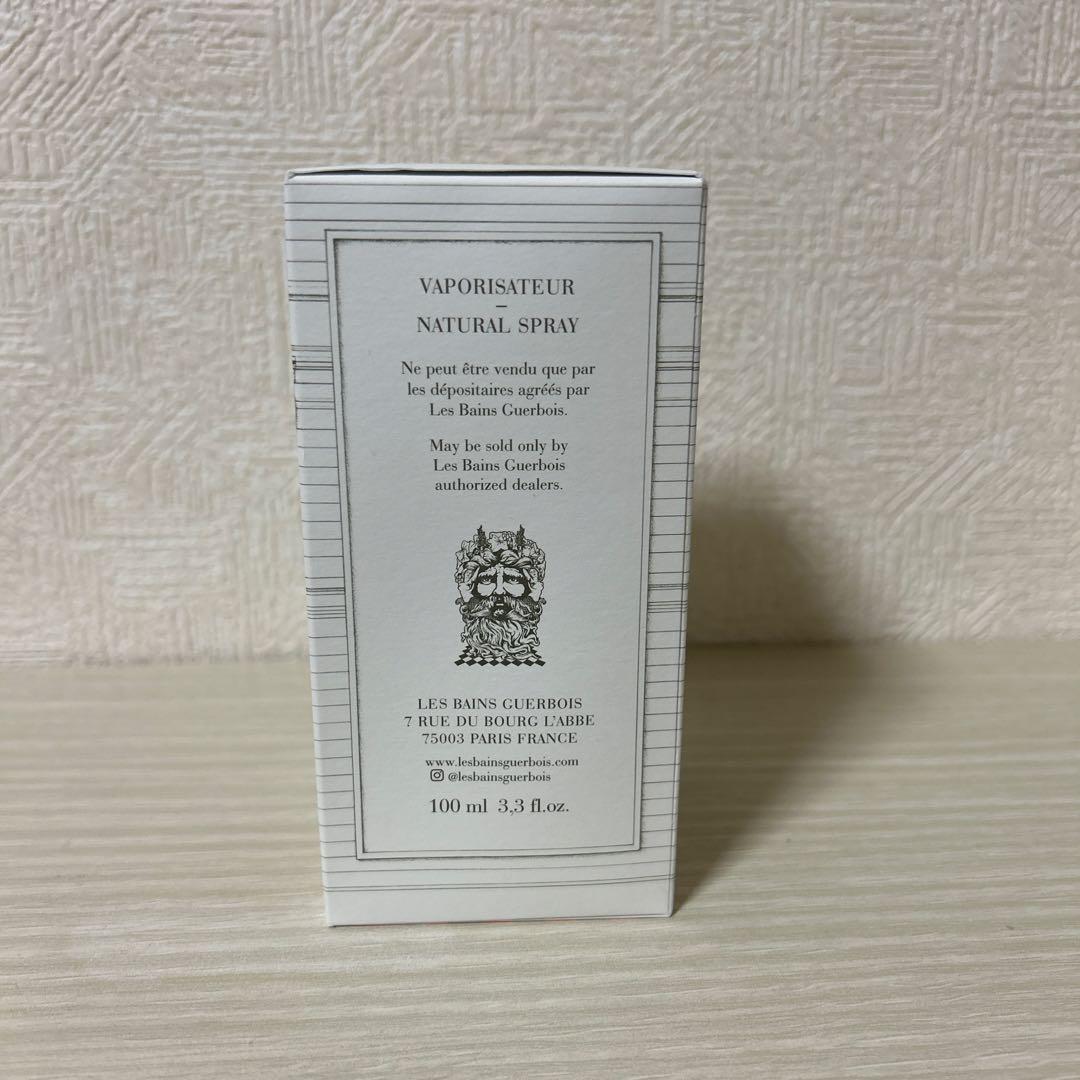 VAPORISATEUR
–
NATURAL SPRAY
Ne peut être vendu que par
les dépositaires agréés par
Les Bains Guerbois.
May be sold only by
Les Bains Guerbois
authorized dealers.
LES BAINS GUERBOIS
7 RUE DU BOURG L'ABBE
75003 PARIS FRANCE
www.lesbainsguerbois.com
@lesbainsguerbois
100 ml 3,3 fl.oz.